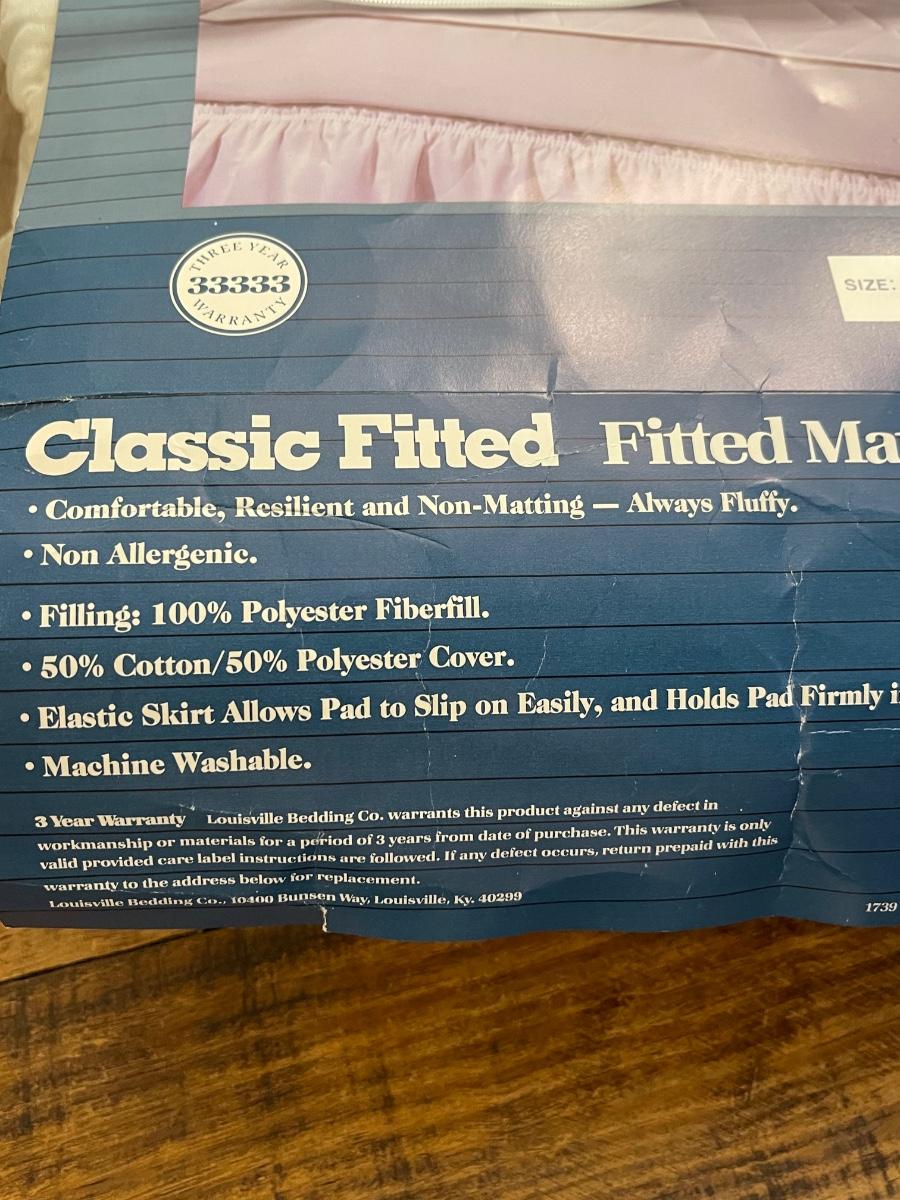 THREE YEAR
33333
WARRANTY
SIZE:
Classic Fitted Fitted
• Comfortable, Resilient and Non-Matting — Always Fluffy.
• Non Allergenic.
• Filling: 100% Polyester Fiberfill.
• 50% Cotton/50% Polyester Cover.
• Elastic Skirt Allows Pad to Slip on Easily, and Holds Pad Firmly
• Machine Washable.
3 Year Warranty Louisville Bedding Co. warrants this product against any defect in
workmanship or materials for a period of 3 years from date of purchase. This warranty is only
valid provided care label instructions are followed. If any defect occurs, return prepaid with this
warranty to the address below for replacement.
Louisville Bedding Co., 10400 Bunsen Way, Louisville, Ky. 40299
1739